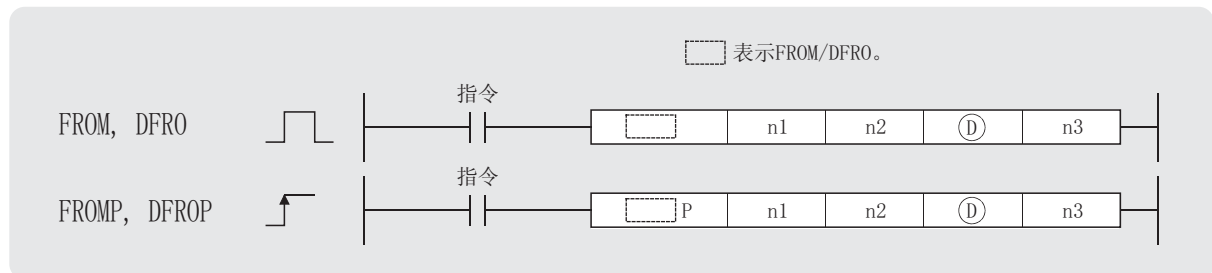 表示FROM/DFRO。
指令
FROM, DFRO
n1 n2 Ⓓ n3
指令
FROMP, DFROP
P n1 n2 Ⓓ n3